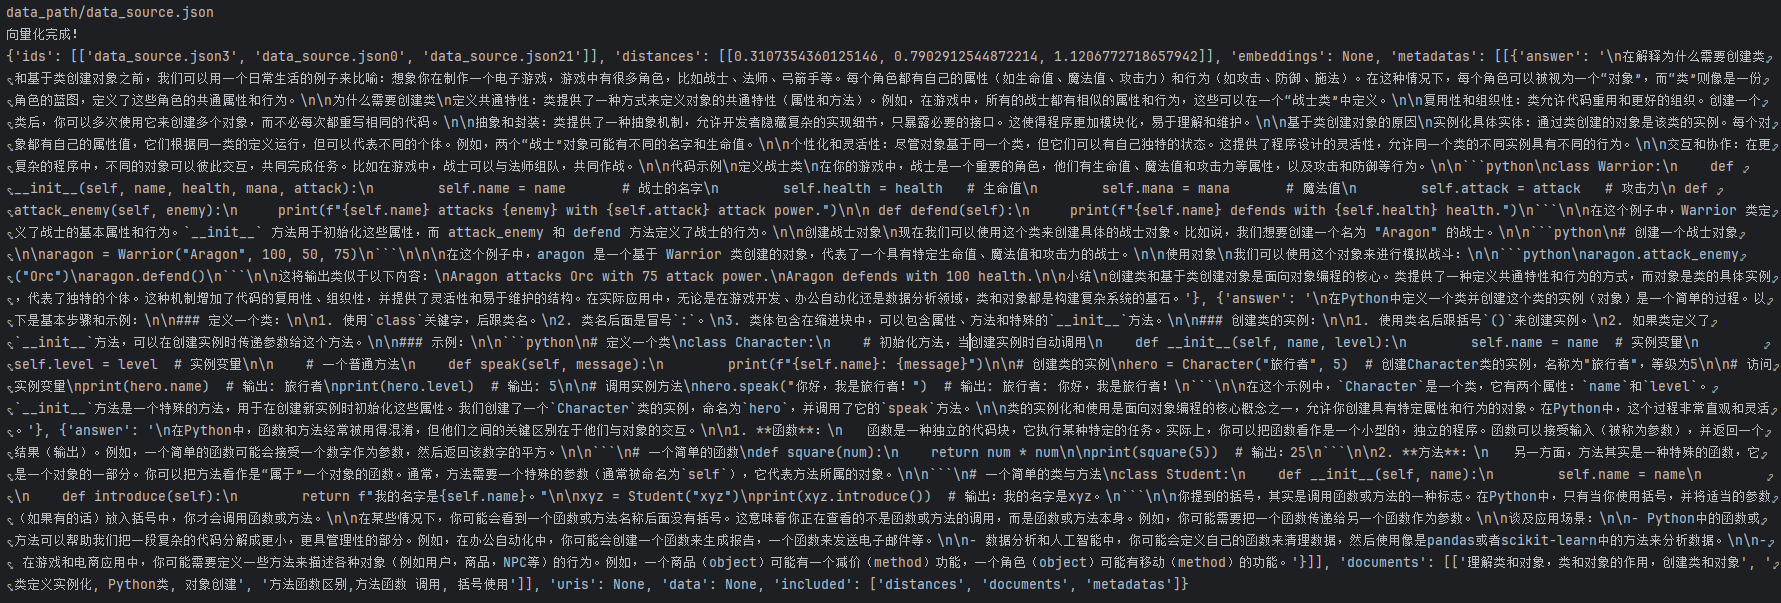 data_path/data_source.json
向量化完成!
{'ids': [['data_source.json3', 'data_source.json0', 'data_source.json21']], 'distances': [[0.3107354360125146, 0.7902912544872214, 1.1206772718657942]], 'embeddings': None, 'metadatas': [[{'answer': '\n在解释为什么需要创建类
和基于类创建对象之前，我们可以用一个日常生活的例子来比喻：想象你在制作一个电子游戏，游戏中有很多角色，比如战士、法师、弓箭手等。每个角色都有自己的属性（如生命值、魔法值、攻击力）和行为（如攻击、防御、施法）。在这种情况下，每个角色可以被视为一个“对象”，而“类”则像是一份
角色的蓝图，定义了这些角色的共通属性和行为。\n\n为什么需要创建类\n定义共通特性：类提供了一种方式来定义对象的共通特性（属性和方法）。例如，在游戏中，所有的战士都有相似的属性和行为，这些可以在一个“战士类”中定义。\n\n复用性和组织性：类允许代码重用和更好的组织。创建一个
类后，你可以多次使用它来创建多个对象，而不必每次都重写相同的代码。\n\n抽象和封装：类提供了一种抽象机制，允许开发者隐藏复杂的实现细节，只暴露必要的接口。这使得程序更加模块化，易于理解和维护。\n\n基于类创建对象的原因\n实例化具体实体：通过类创建的对象是该类的实例。每个对
象都有自己的属性值，它们根据同一类的定义运行，但可以代表不同的个体。例如，两个“战士”对象可能有不同的名字和生命值。\n\n个性化和灵活性：尽管对象基于同一个类，但它们可以有自己独特的状态。这提供了程序设计的灵活性，允许同一个类的不同实例具有不同的行为。\n\n交互和协作：在更
复杂的程序中，不同的对象可以彼此交互，共同完成任务。比如在游戏中，战士可以与法师组队，共同作战。\n\n代码示例\n定义战士类\n在你的游戏中，战士是一个重要的角色，他们有生命值、魔法值和攻击力等属性，以及攻击和防御等行为。\n\n```python\nclass Warrior:\n    def
__init__(self, name, health, mana, attack):\n        self.name = name       # 战士的名字\n        self.health = health   # 生命值\n        self.mana = mana       # 魔法值\n        self.attack = attack   # 攻击力\n def
attack_enemy(self, enemy):\n     print(f"{self.name} attacks {enemy} with {self.attack} attack power.")\n\n def defend(self):\n     print(f"{self.name} defends with {self.health} health.")\n```\n\n在这个例子中，Warrior 类定
义了战士的基本属性和行为。`__init__` 方法用于初始化这些属性，而 attack_enemy 和 defend 方法定义了战士的行为。\n\n创建战士对象\n现在我们可以使用这个类来创建具体的战士对象。比如说，我们想要创建一个名为 "Aragon" 的战士。\n\n```python\n# 创建一个战士对象
\n\naragon = Warrior("Aragon", 100, 50, 75)\n```\n\n\n在这个例子中，aragon 是一个基于 Warrior 类创建的对象，代表了一个具有特定生命值、魔法值和攻击力的战士。\n\n使用对象\n我们可以使用这个对象来进行模拟战斗：\n\n```python\naragon.attack_enemy
("Orc")\naragon.defend()\n```\n\n这将输出类似于以下内容：\nAragon attacks Orc with 75 attack power.\nAragon defends with 100 health.\n\n小结\n创建类和基于类创建对象是面向对象编程的核心。类提供了一种定义共通特性和行为的方式，而对象是类的具体实例
，代表了独特的个体。这种机制增加了代码的复用性、组织性，并提供了灵活性和易于维护的结构。在实际应用中，无论是在游戏开发、办公自动化还是数据分析领域，类和对象都是构建复杂系统的基石。'}, {'answer': '\n在Python中定义一个类并创建这个类的实例（对象）是一个简单的过程。以
下是基本步骤和示例：\n\n### 定义一个类：\n\n1. 使用`class`关键字，后跟类名。\n2. 类名后面是冒号`:`。\n3. 类体包含在缩进块中，可以包含属性、方法和特殊的`__init__`方法。\n\n### 创建类的实例：\n\n1. 使用类名后跟括号`()`来创建实例。\n2. 如果类定义了
`__init__`方法，可以在创建实例时传递参数给这个方法。\n\n### 示例：\n\n```python\n# 定义一个类\nclass Character:\n    # 初始化方法，当创建实例时自动调用\n    def __init__(self, name, level):\n        self.name = name  # 实例变量\n
self.level = level  # 实例变量\n\n    # 一个普通方法\n    def speak(self, message):\n        print(f"{self.name}: {message}")\n\n# 创建类的实例\nhero = Character("旅行者", 5)  # 创建Character类的实例，名称为"旅行者"，等级为5\n\n# 访问
实例变量\nprint(hero.name)  # 输出: 旅行者\nprint(hero.level)  # 输出: 5\n\n# 调用实例方法\nhero.speak("你好，我是旅行者！")  # 输出: 旅行者: 你好，我是旅行者！\n```\n\n在这个示例中，`Character`是一个类，它有两个属性：`name`和`level`。
`__init__`方法是一个特殊的方法，用于在创建新实例时初始化这些属性。我们创建了一个`Character`类的实例，命名为`hero`，并调用了它的`speak`方法。\n\n类的实例化和使用是面向对象编程的核心概念之一，允许你创建具有特定属性和行为的对象。在Python中，这个过程非常直观和灵活
。'}, {'answer': '\n在Python中，函数和方法经常被用得混淆，但他们之间的关键区别在于他们与对象的交互。\n\n1. **函数**：\n   函数是一种独立的代码块，它执行某种特定的任务。实际上，你可以把函数看作是一个小型的，独立的程序。函数可以接受输入（被称为参数），并返回一个
结果（输出）。例如，一个简单的函数可能会接受一个数字作为参数，然后返回该数字的平方。\n\n```\n# 一个简单的函数\ndef square(num):\n    return num * num\n\nprint(square(5))  # 输出：25\n```\n\n2. **方法**：\n   另一方面，方法其实是一种特殊的函数，它
是一个对象的一部分。你可以把方法看作是“属于”一个对象的函数。通常，方法需要一个特殊的参数（通常被命名为`self`），它代表方法所属的对象。\n\n```\n# 一个简单的类与方法\nclass Student:\n    def __init__(self, name):\n        self.name = name\n
\n    def introduce(self):\n        return f"我的名字是{self.name}。"\n\nxyz = Student("xyz")\nprint(xyz.introduce())  # 输出：我的名字是xyz。\n```\n\n你提到的括号，其实是调用函数或方法的一种标志。在Python中，只有当你使用括号，并将适当的参数
（如果有的话）放入括号中，你才会调用函数或方法。\n\n在某些情况下，你可能会看到一个函数或方法名称后面没有括号。这意味着你正在查看的不是函数或方法的调用，而是函数或方法本身。例如，你可能需要把一个函数传递给另一个函数作为参数。\n\n谈及应用场景：\n\n- Python中的函数或
方法可以帮助我们把一段复杂的代码分解成更小，更具管理性的部分。例如，在办公自动化中，你可能会创建一个函数来生成报告，一个函数来发送电子邮件等。\n\n- 数据分析和人工智能中，你可能会定义自己的函数来清理数据，然后使用像是pandas或者scikit-learn中的方法来分析数据。\n\n-
在游戏和电商应用中，你可能需要定义一些方法来描述各种对象（例如用户，商品，NPC等）的行为。例如，一个商品（object）可能有一个减价（method）功能，一个角色（object）可能有移动（method）的功能。'}]], 'documents': [['理解类和对象，类和对象的作用，创建类和对象', '
类定义实例化, Python类, 对象创建', '方法函数区别,方法函数 调用, 括号使用']], 'uris': None, 'data': None, 'included': ['distances', 'documents', 'metadatas']}